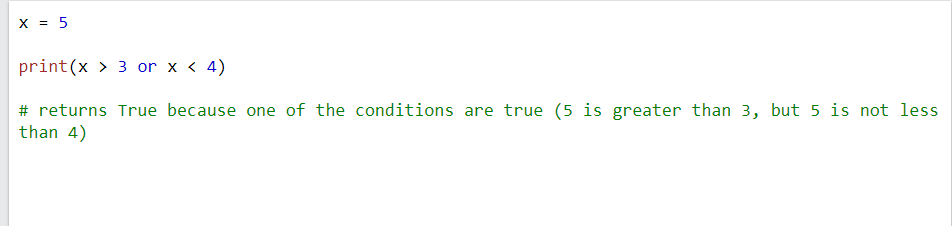 x = 5
print(x > 3 or x < 4)
# returns True because one of the conditions are true (5 is greater than 3, but 5 is not less
than 4)